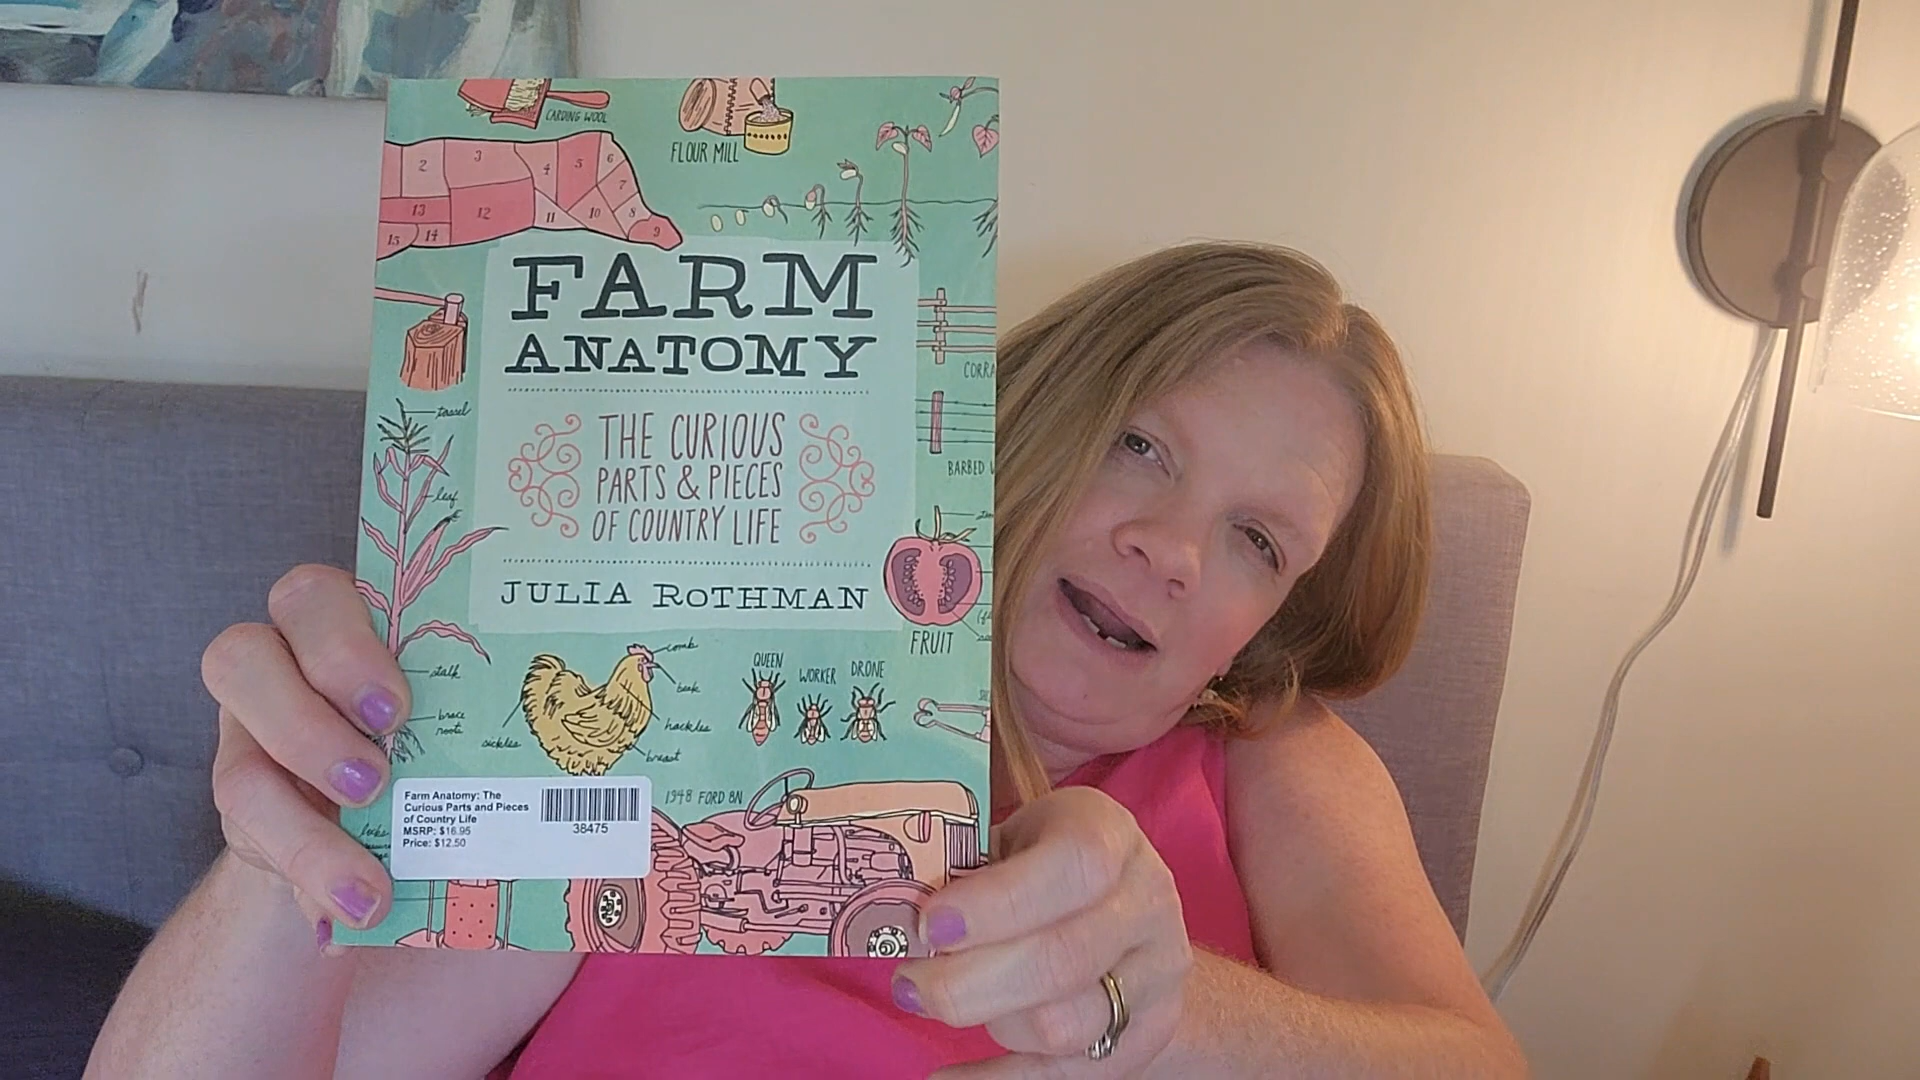 CARDING WOOL
FLOUR MILL
2
3
4
5
6
7
8
9
10
11
12
13
14
15
FARM
ANATOMY
THE CURIOUS
PARTS & PIECES
OF COUNTRY LIFE
JULIA ROTHMAN
tassel
leaf
stalk
brace
roots
BARBED
FRUIT
comb
beak
hackles
breast
sickles
QUEEN
WORKER
DRONE
1948 FORD 8N
Farm Anatomy: The
Curious Parts and Pieces
of Country Life
MSRP: $16.95
Price: $12.50
38475